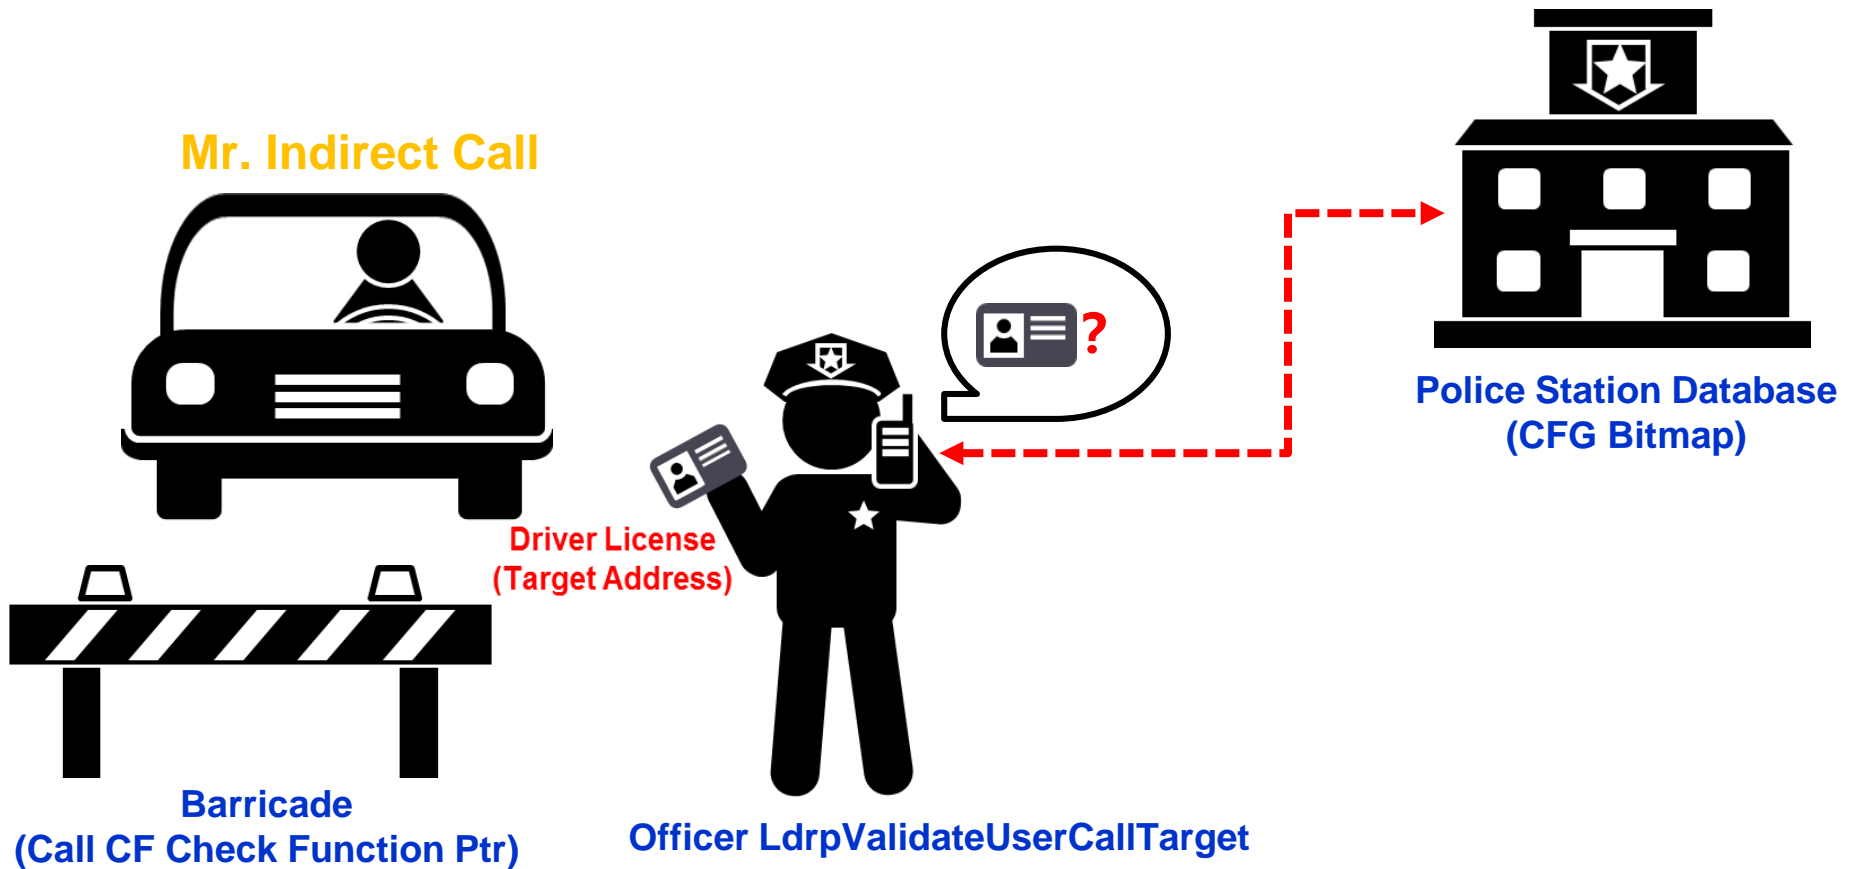 Mr. Indirect Call
?
Police Station Database
(CFG Bitmap)
Driver License
(Target Address)
Barricade
(Call CF Check Function Ptr)
Officer LdrpValidateUserCallTarget